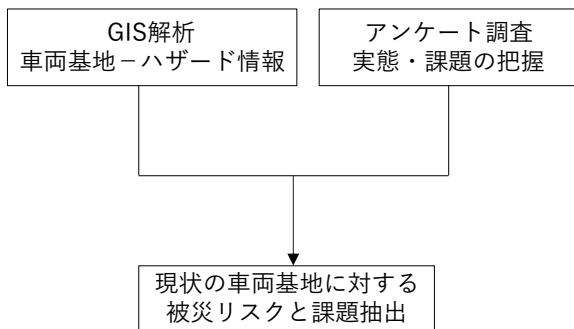 GIS解析
車両基地－ハザード情報
アンケート調査
実態・課題の把握
現状の車両基地に対する
被災リスクと課題抽出